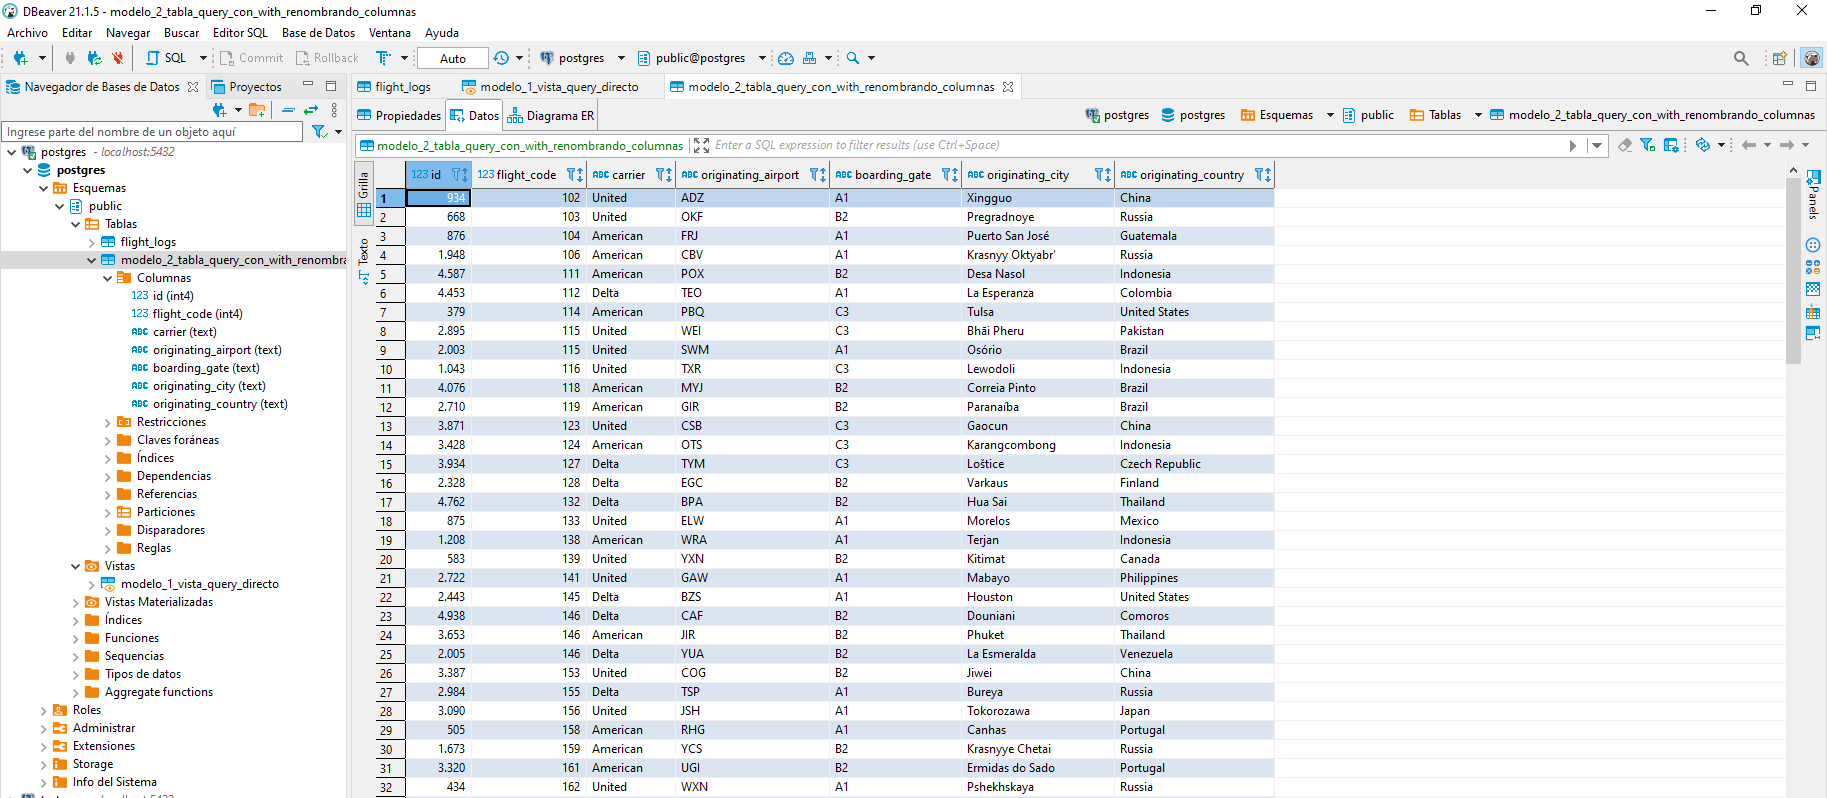 DBeaver 21.1.5 - modelo_2_tabla_query_con_with_renombrando_columnas
Archivo Editar Navegar Buscar Editor SQL Base de Datos Ventana Ayuda
SQL Commit Rollback Auto postgres public@postgres
Navegador de Bases de Datos Proyectos
Ingrese parte del nombre de un objeto aquí
postgres - localhost:5432
postgres
Esquemas
public
Tablas
flight_logs
modelo_2_tabla_query_con_with_renombra
Columnas
123 id (int4)
123 flight_code (int4)
ABC carrier (text)
ABC originating_airport (text)
ABC boarding_gate (text)
ABC originating_city (text)
ABC originating_country (text)
Restricciones
Claves foráneas
Índices
Dependencias
Referencias
Particiones
Disparadores
Reglas
Vistas
modelo_1_vista_query_directo
Vistas Materializadas
Índices
Funciones
Sequencias
Tipos de datos
Aggregate functions
Roles
Administrar
Extensiones
Storage
Info del Sistema
flight_logs modelo_1_vista_query_directo modelo_2_tabla_query_con_with_renombrando_columnas
Propiedades Datos Diagrama ER postgres postgres Esquemas public Tablas modelo_2_tabla_query_con_with_renombrando_columnas
modelo_2_tabla_query_con_with_renombrando_columnas Enter a SQL expression to filter results (use Ctrl+Space)
Grilla
Texto
123 id 123 flight_code ABC carrier ABC originating_airport ABC boarding_gate ABC originating_city ABC originating_country
1 934 102 United ADZ A1 Xingguo China
2 668 103 United OKF B2 Pregradnoye Russia
3 876 104 American FRJ A1 Puerto San José Guatemala
4 1.948 106 American CBV A1 Krasnyy Oktyabr’ Russia
5 4.587 111 American POX B2 Desa Nasol Indonesia
6 4.453 112 Delta TEO A1 La Esperanza Colombia
7 379 114 American PBQ C3 Tulsa United States
8 2.895 115 United WEI C3 Bhāi Pheru Pakistan
9 2.003 115 United SWM A1 Osório Brazil
10 1.043 116 United TXR C3 Lewodoli Indonesia
11 4.076 118 American MYJ B2 Correia Pinto Brazil
12 2.710 119 American GIR B2 Paranaíba Brazil
13 3.871 123 United CSB C3 Gaocun China
14 3.428 124 American OTS C3 Karangcombong Indonesia
15 3.934 127 Delta TYM C3 Loštice Czech Republic
16 2.328 128 Delta EGC B2 Varkaus Finland
17 4.762 132 Delta BPA B2 Hua Sai Thailand
18 875 133 United ELW A1 Morelos Mexico
19 1.208 138 American WRA A1 Terjan Indonesia
20 583 139 United YXN B2 Kitimat Canada
21 2.722 141 United GAW A1 Mabayo Philippines
22 2.443 145 Delta BZS A1 Houston United States
23 4.938 146 Delta CAF B2 Douniani Comoros
24 3.653 146 American JIR B2 Phuket Thailand
25 2.005 146 Delta YUA B2 La Esmeralda Venezuela
26 3.387 153 United COG B2 Jiwei China
27 2.984 155 Delta TSP A1 Bureya Russia
28 3.090 156 United JSH A1 Tokorozawa Japan
29 505 158 American RHG A1 Canhas Portugal
30 1.673 159 American YCS B2 Krasnyye Chetai Russia
31 3.320 161 American UGI B2 Ermidas do Sado Portugal
32 434 162 United WXN A1 Pshekhskaya Russia
Panels